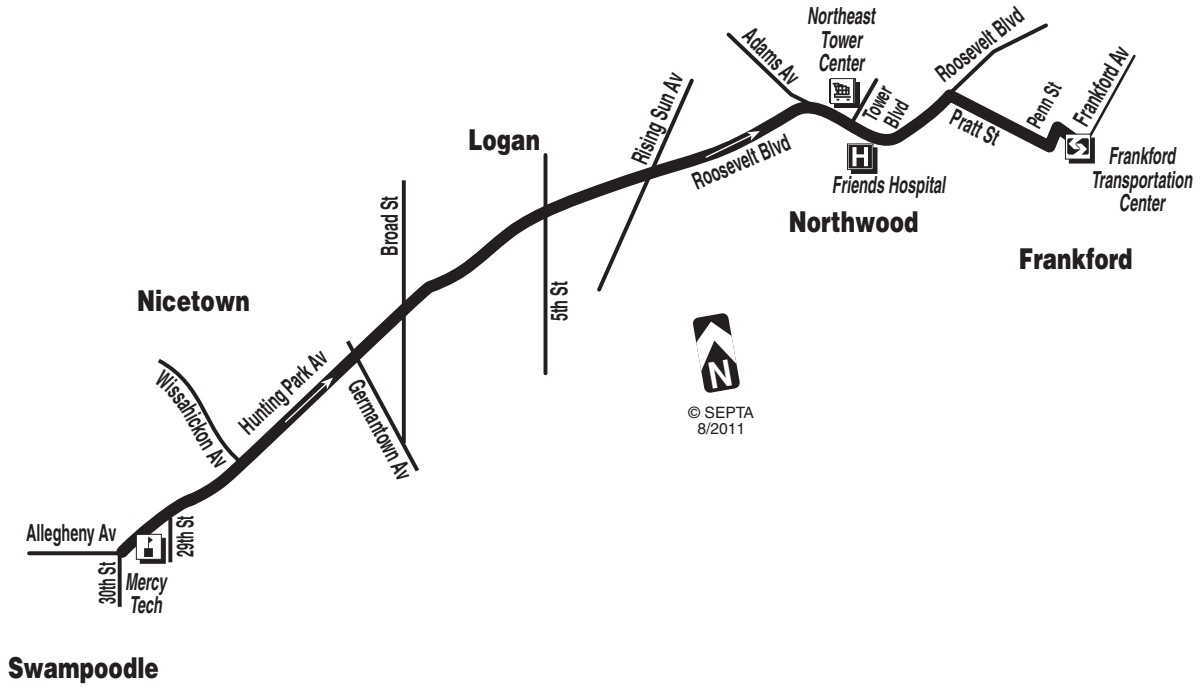 Northeast
Tower
Center
Roosevelt Blvd
Adams Av
Frankford Av
Penn St
Rising Sun Av
Tower
Blvd
Pratt St
Logan
Roosevelt Blvd
H
Friends Hospital
Frankford
Transportation
Center
Northwood
Broad St
Frankford
5th St
Nicetown
N
Hunting Park Av
Wissahickon Av
Germantown Av
© SEPTA
8/2011
Allegheny Av
29th St
30th St
Mercy
Tech
Swampoodle